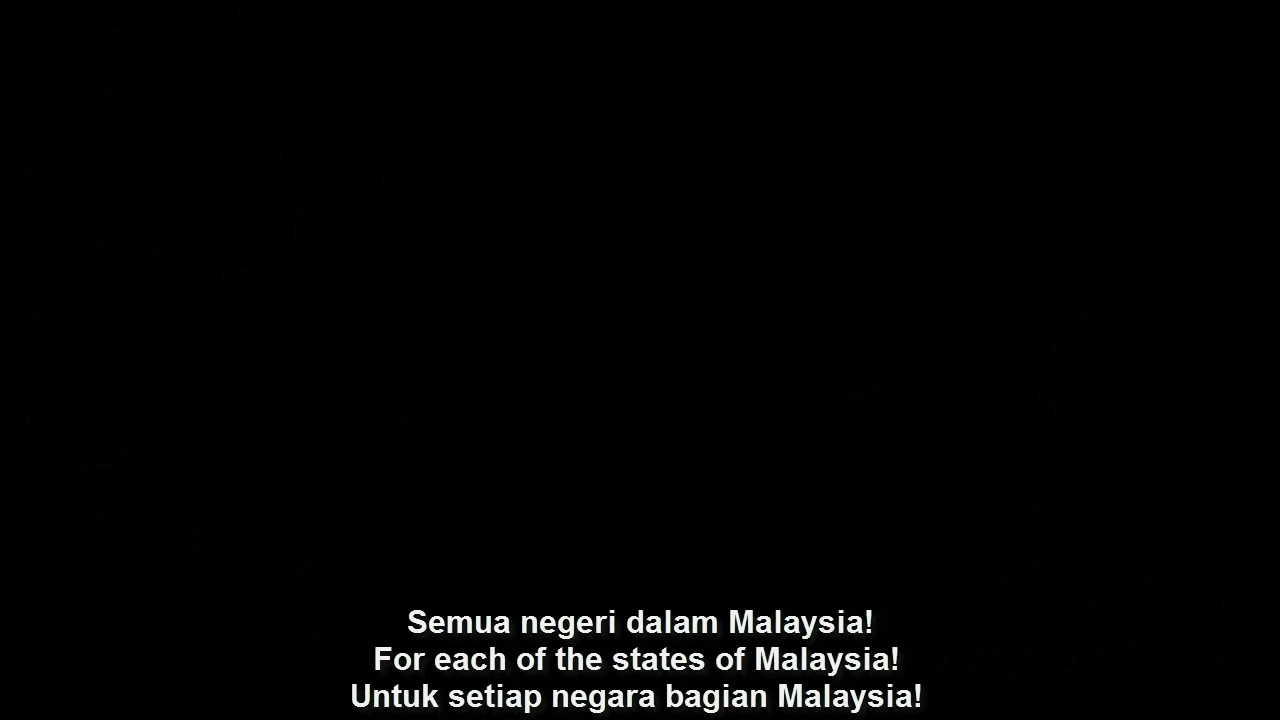 Semua negeri dalam Malaysia!
For each of the states of Malaysia!
Untuk setiap negara bagian Malaysia!